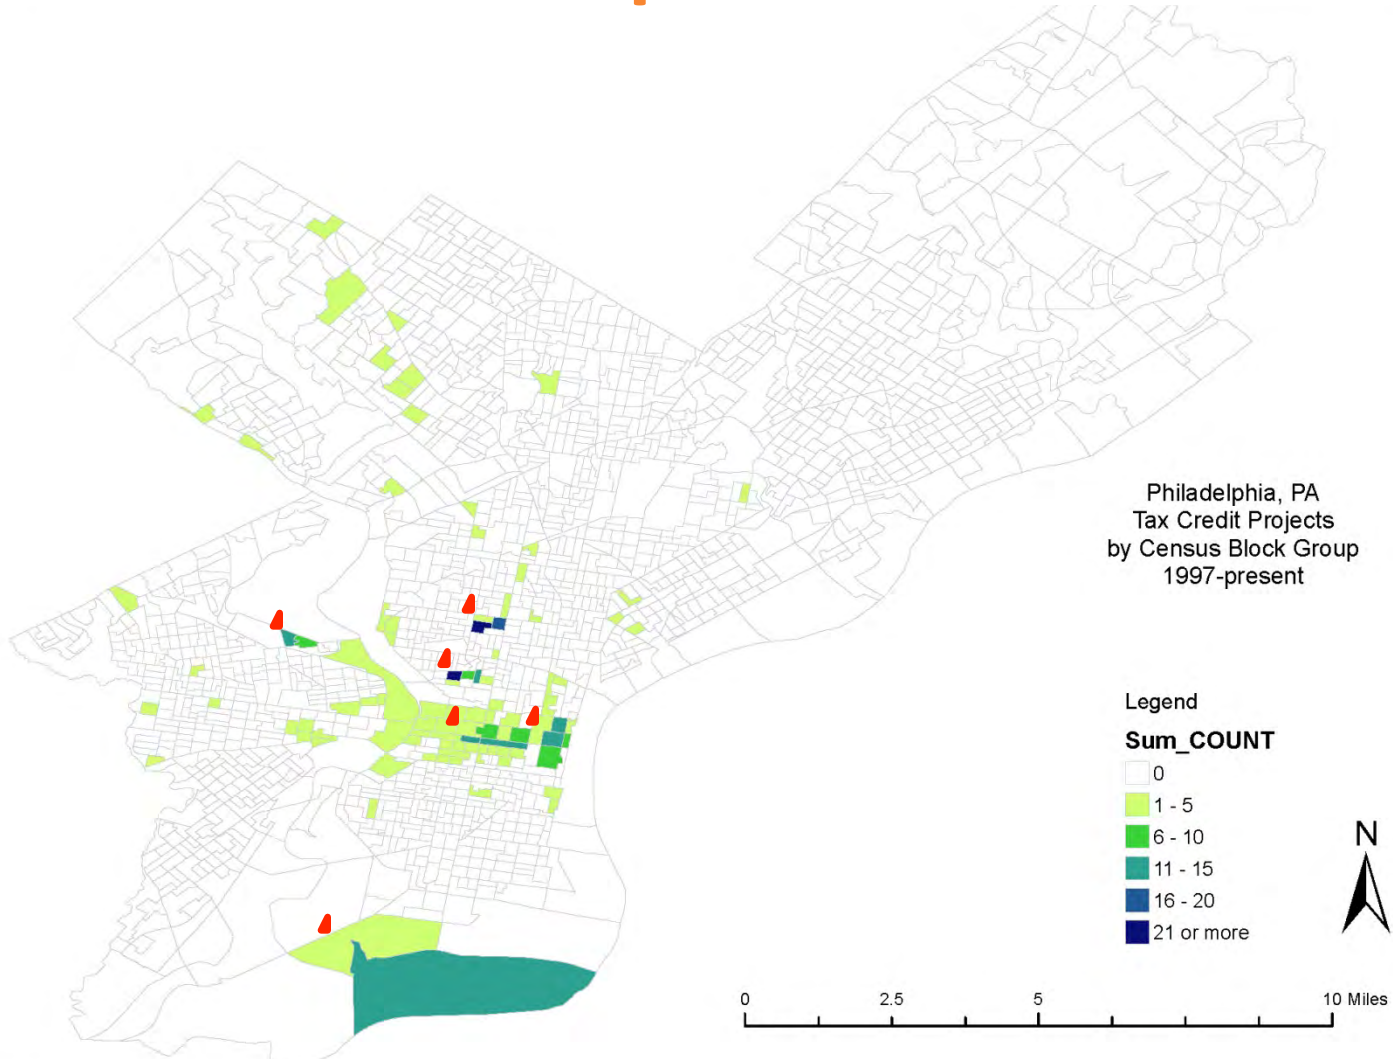 Philadelphia, PA
Tax Credit Projects
by Census Block Group
1997-present
Legend
Sum_COUNT
0
1 - 5
6 - 10
11 - 15
16 - 20
21 or more
N
0 2.5 5 10 Miles